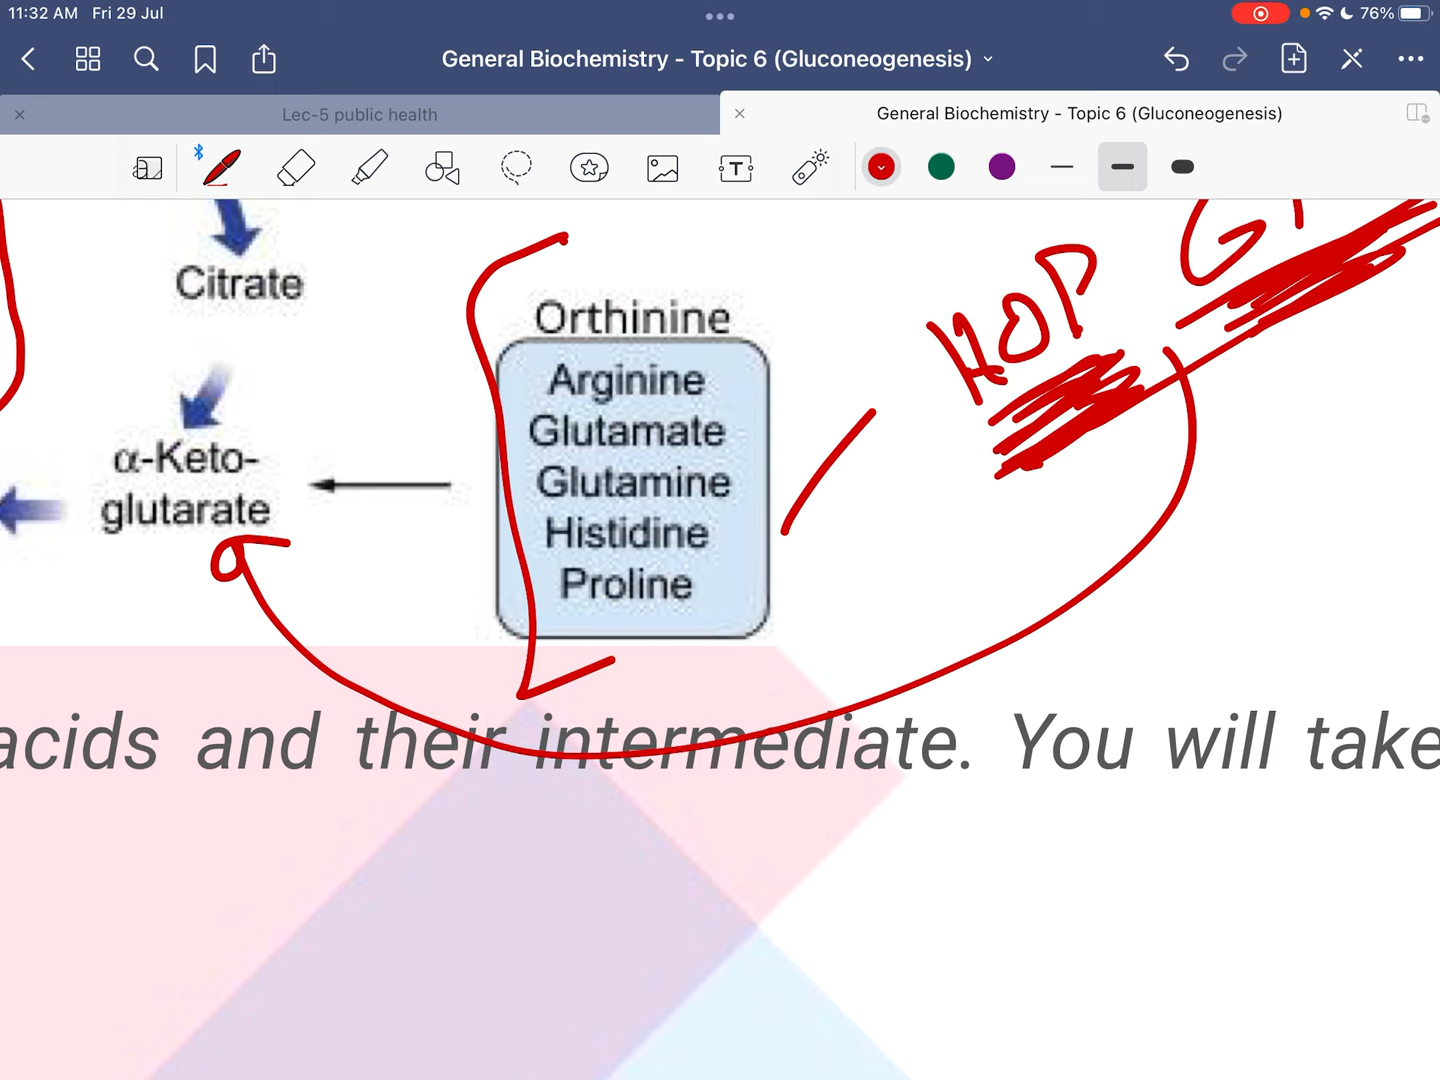 11:32 AM Fri 29 Jul
76%
General Biochemistry - Topic 6 (Gluconeogenesis)
Lec-5 public health
General Biochemistry - Topic 6 (Gluconeogenesis)
T
Citrate
HOP
Orthinine
Arginine
Glutamate
Glutamine
Histidine
Proline
α-Keto-
glutarate
acids and their intermediate. You will take